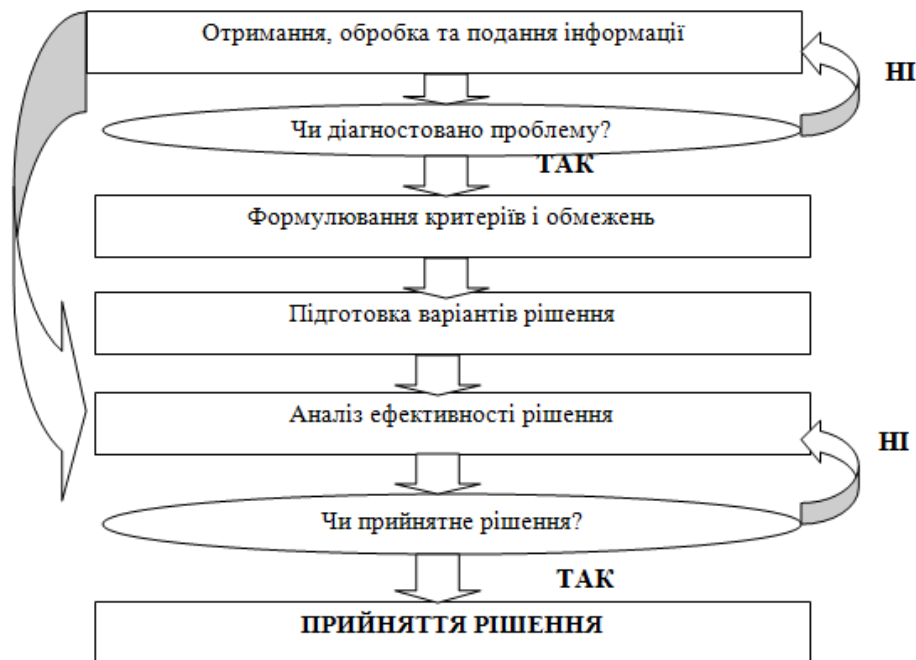 Отримання, обробка та подання інформації
НІ
Чи діагностовано проблему?
ТАК
Формулювання критеріїв і обмежень
Підготовка варіантів рішення
Аналіз ефективності рішення
НІ
Чи прийнятне рішення?
ТАК
ПРИЙНЯТТЯ РІШЕННЯ